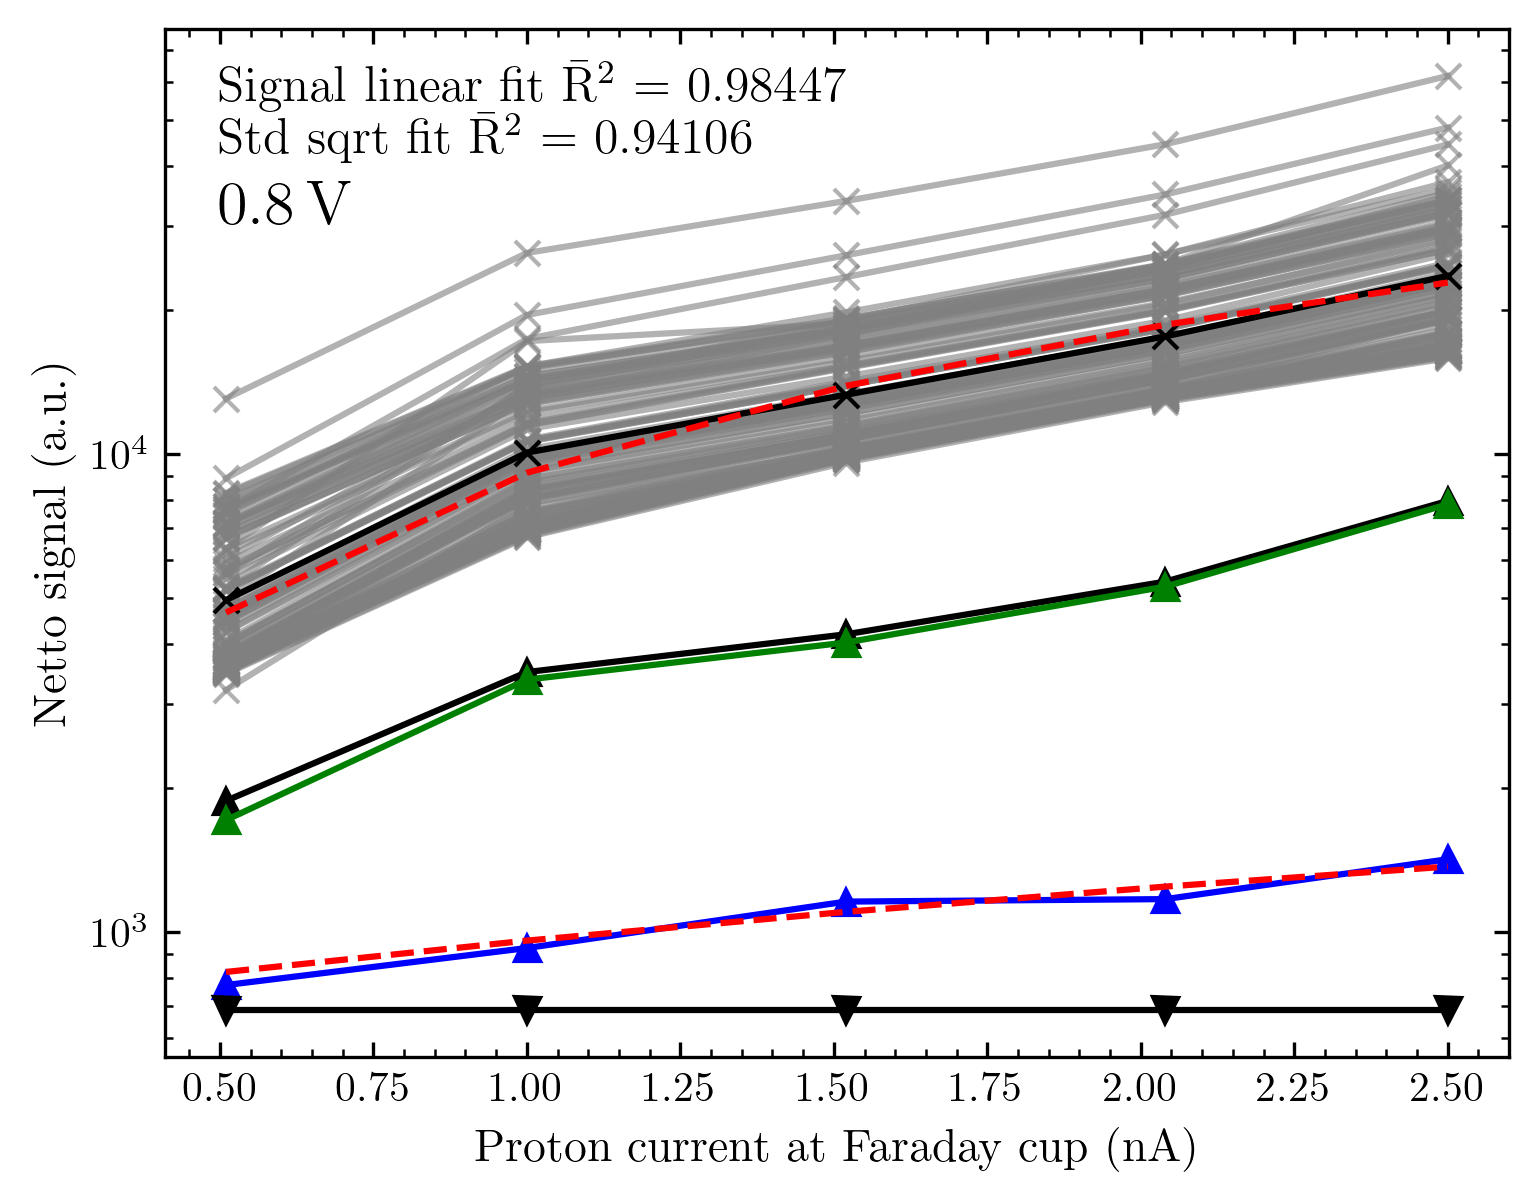 Signal linear fit R̄² = 0.98447
Std sqrt fit R̄² = 0.94106
0.8 V
Netto signal (a.u.)
10⁴
10³
0.50 0.75 1.00 1.25 1.50 1.75 2.00 2.25 2.50
Proton current at Faraday cup (nA)